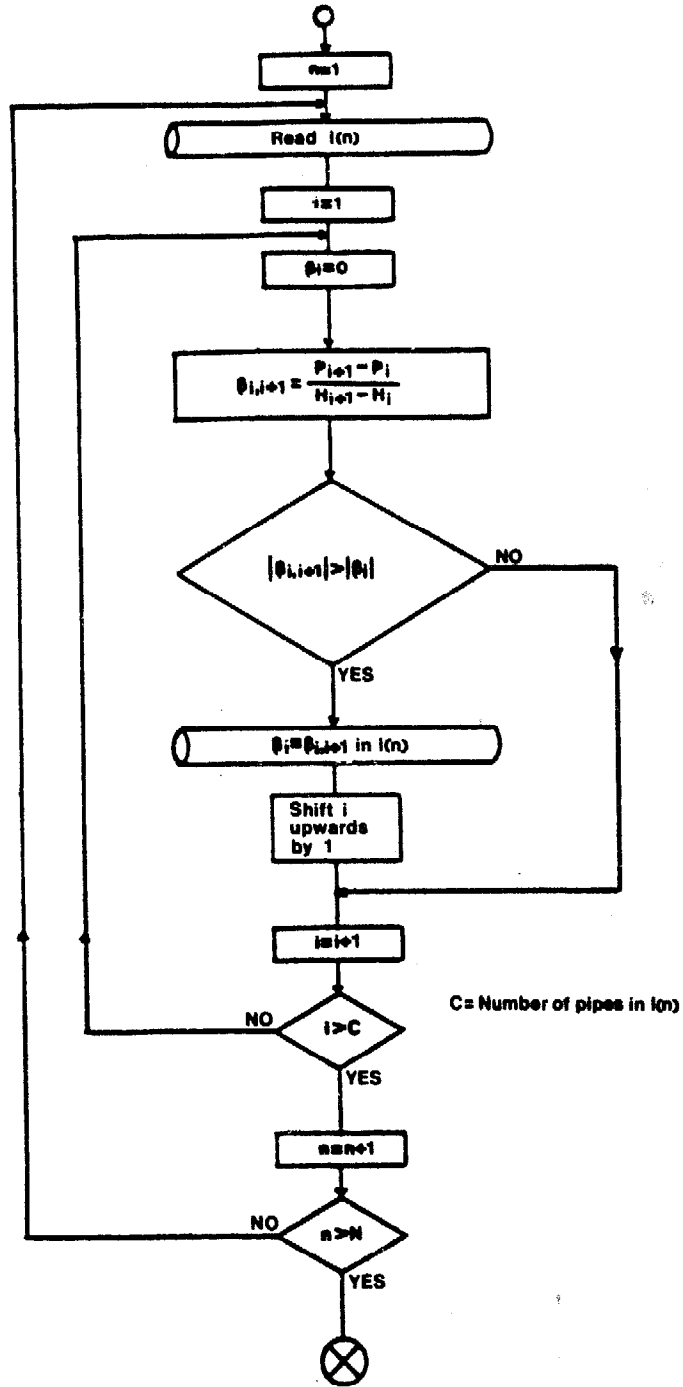 n=1
Read I(n)
i=1
βi=0
βi,i+1 = Pi+1 − Pi / Hi+1 − Hi
|βi,i+1|>|βi|
NO
YES
βi=βi,i+1 in I(n)
Shift i
upwards
by 1
i=i+1
C= Number of pipes in I(n)
NO
i>C
YES
n=n+1
NO
n>N
YES